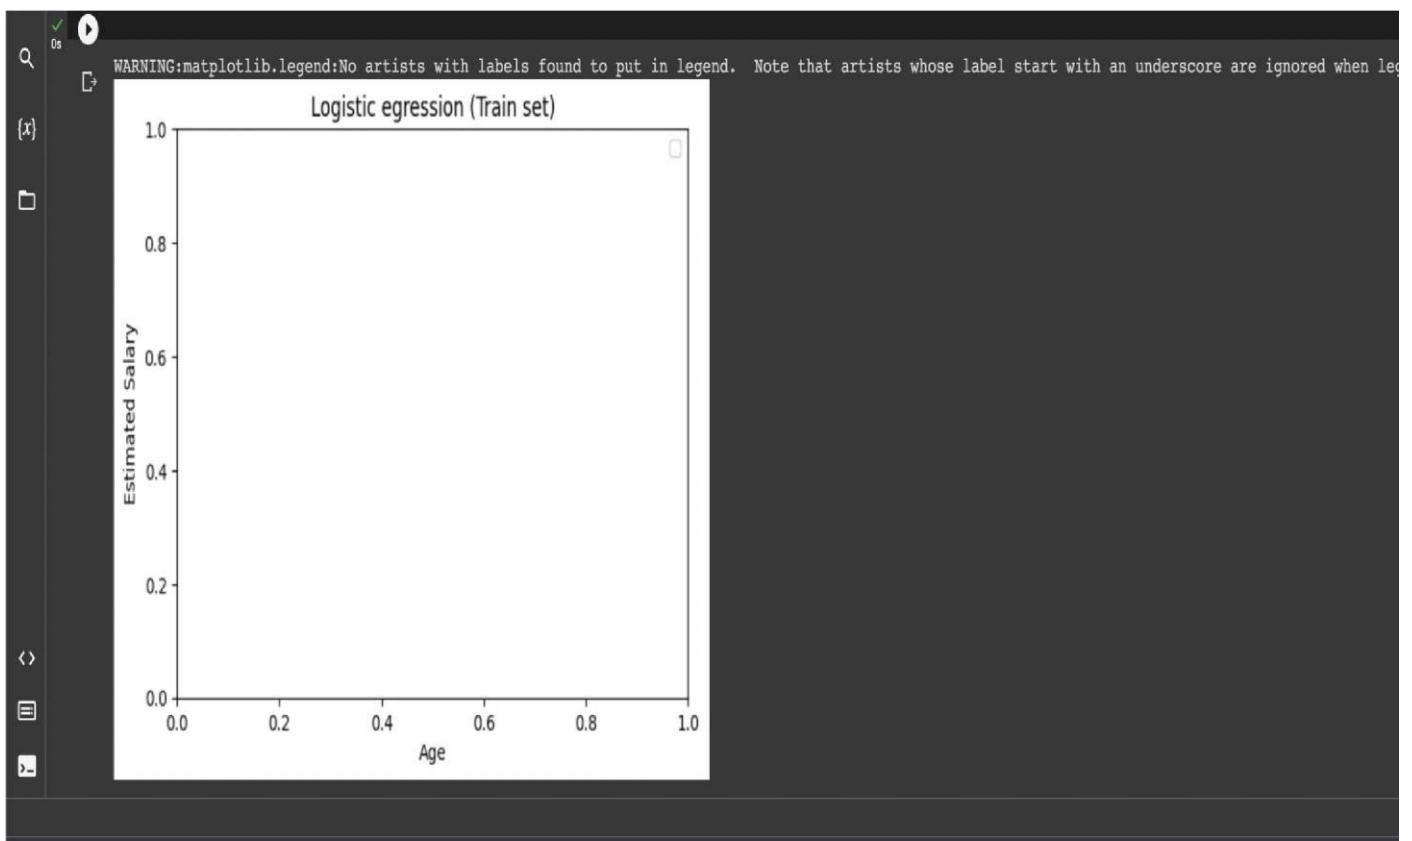 0s
WARNING:matplotlib.legend:No artists with labels found to put in legend. Note that artists whose label start with an underscore are ignored when leg
{x}
Logistic egression (Train set)
1.0
0.8
0.6
0.4
0.2
0.0
Estimated Salary
0.0 0.2 0.4 0.6 0.8 1.0
Age